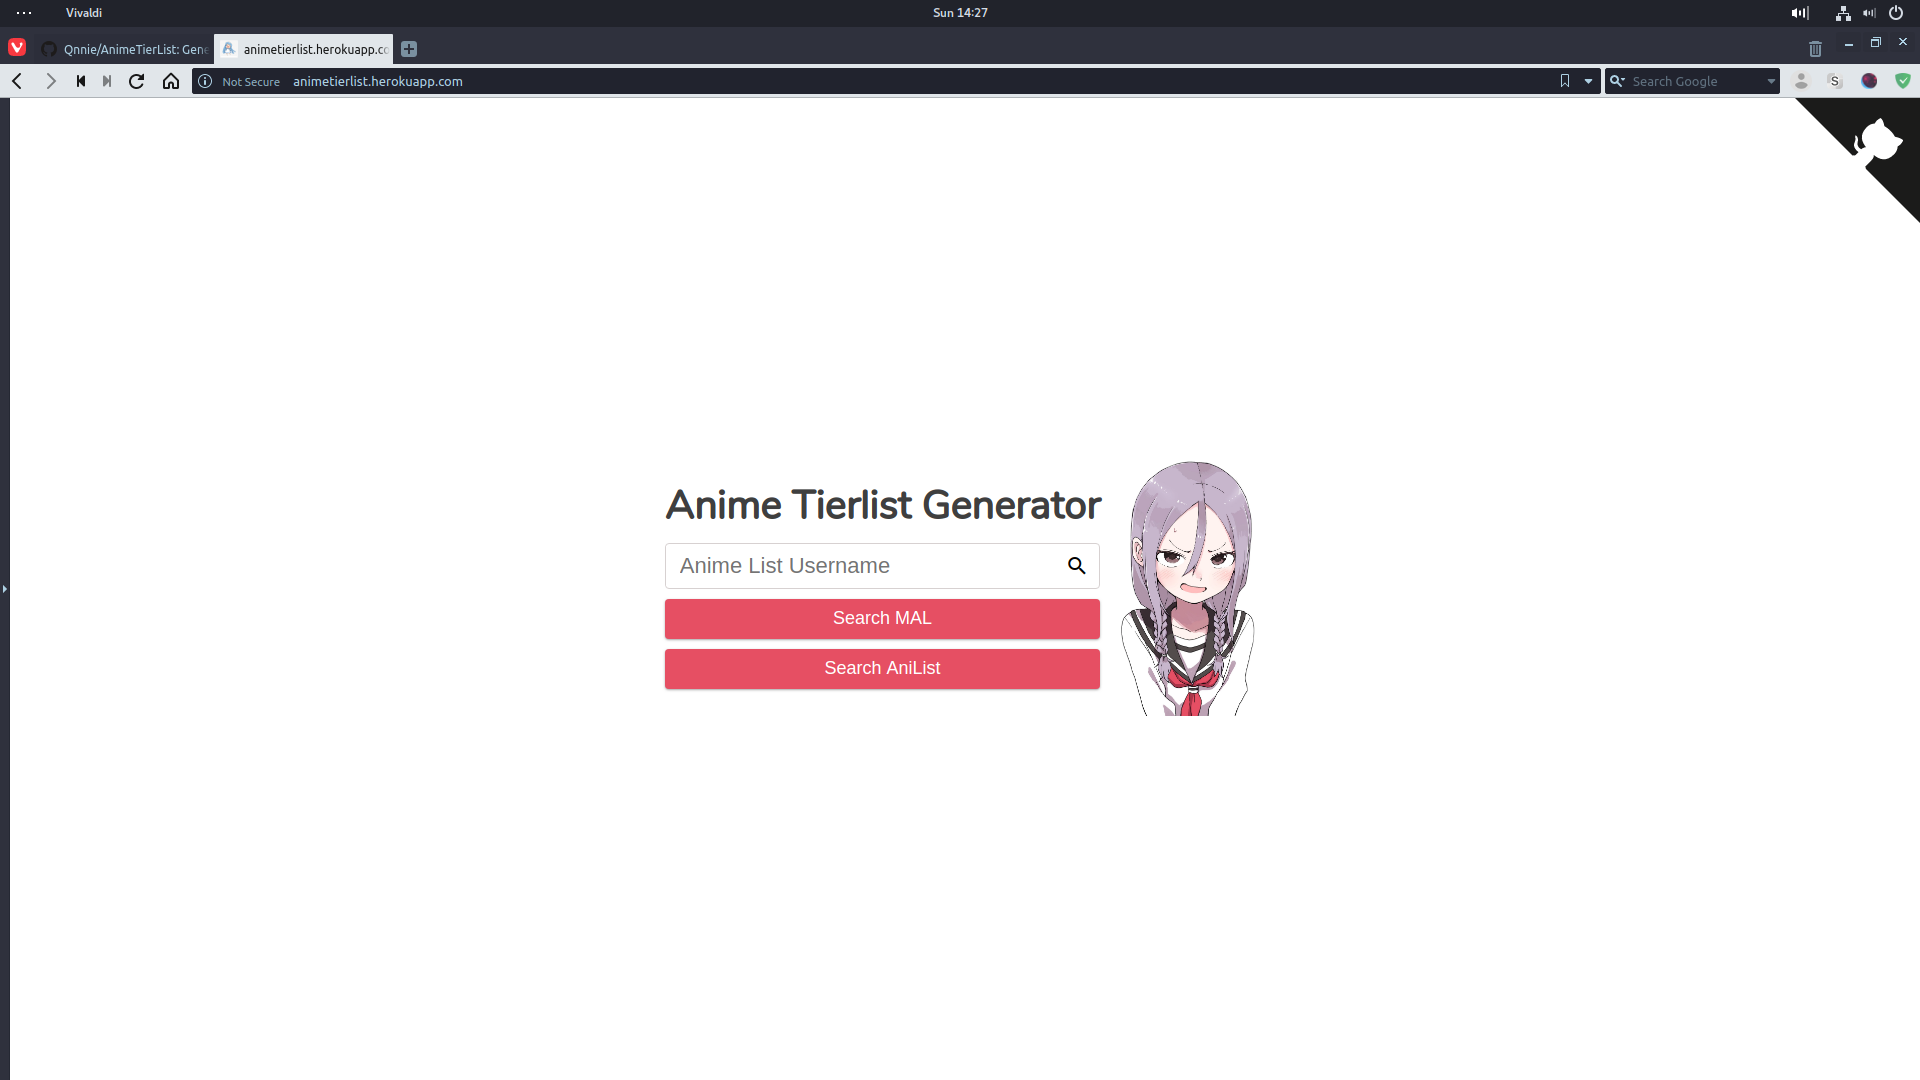 Vivaldi
Sun 14:27
Qnnie/AnimeTierList: Gene
animetierlist.herokuapp.co
Not Secure
animetierlist.herokuapp.com
Search Google
S
Anime Tierlist Generator
Anime List Username
Search MAL
Search AniList